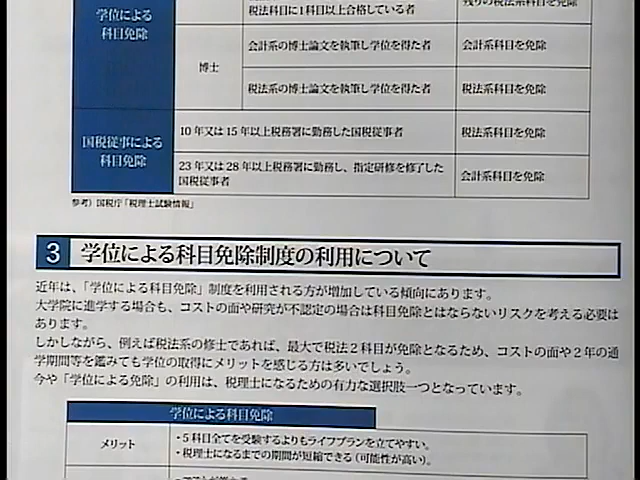 学位による
科目免除
税法科目に1科目以上合格している者
残りの税法系科目を免除
博士
会計系の博士論文を執筆し学位を得た者
会計系科目を免除
税法系の博士論文を執筆し学位を得た者
税法系科目を免除
国税従事による
科目免除
10 年又は 15 年以上税務署に勤務した国税従事者
税法系科目を免除
23 年又は 28 年以上税務署に勤務し、指定研修を修了した
国税従事者
会計系科目を免除
参考）国税庁「税理士試験情報」
3 学位による科目免除制度の利用について
近年は、「学位による科目免除」制度を利用される方が増加している傾向にあります。
大学院に進学する場合も、コストの面や研究が不認定の場合は科目免除とはならないリスクを考える必要は
あります。
しかしながら、例えば税法系の修士であれば、最大で税法２科目が免除となるため、コストの面や２年の通
学期間等を鑑みても学位の取得にメリットを感じる方は多いでしょう。
今や「学位による免除」の利用は、税理士になるための有力な選択肢一つとなっています。
学位による科目免除
メリット
・5 科目全てを受験するよりもライフプランを立てやすい。
・税理士になるまでの期間が短縮できる（可能性が高い）。